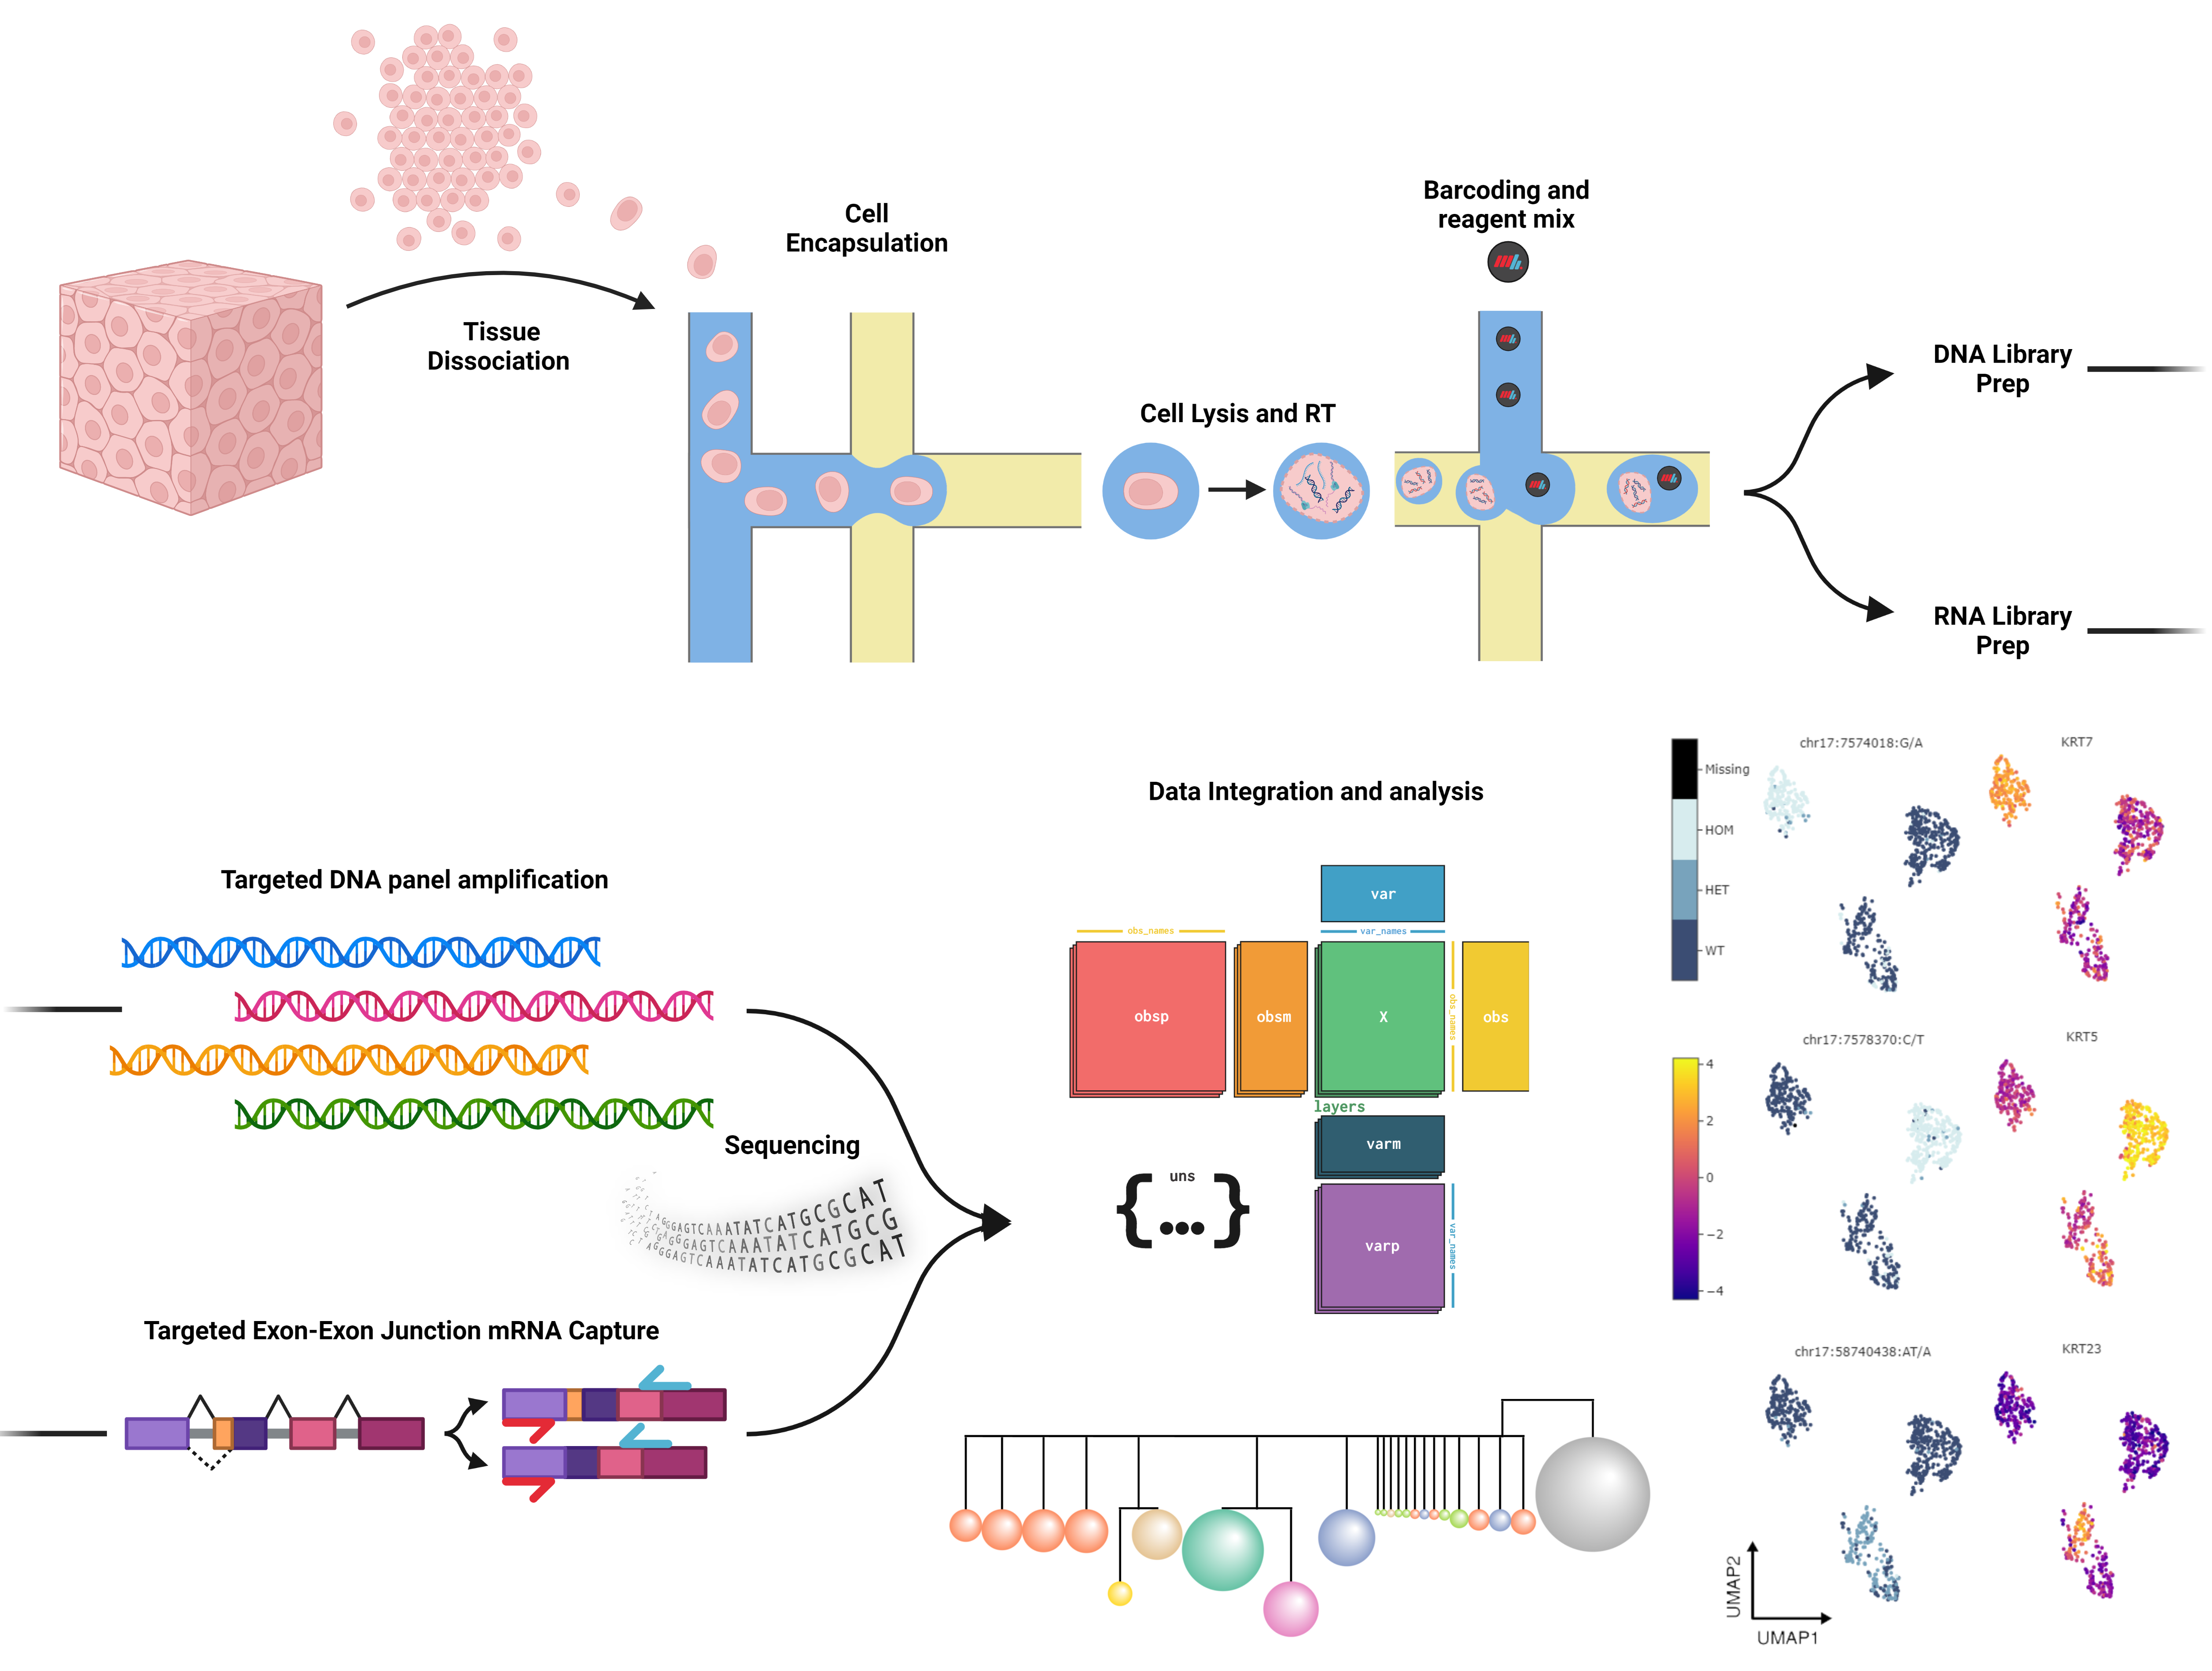 Cell
Encapsulation
Barcoding and
reagent mix
Tissue
Dissociation
Cell Lysis and RT
DNA Library
Prep
RNA Library
Prep
Targeted DNA panel amplification
Sequencing
GGGAGTCAAATATCATGCGCAT
GGGAGTCAAATATCATGCG
AGGGAGTCAAATATCATGCGCAT
Targeted Exon-Exon Junction mRNA Capture
Data Integration and analysis
var
obs_names
var_names
obsp
obsm
X
obs_names
obs
layers
varm
uns
{...}
varp
var_names
Missing
HOM
HET
WT
chr17:7574018:G/A
KRT7
chr17:7578370:C/T
KRT5
4
2
0
−2
−4
chr17:58740438:AT/A
KRT23
UMAP2
UMAP1